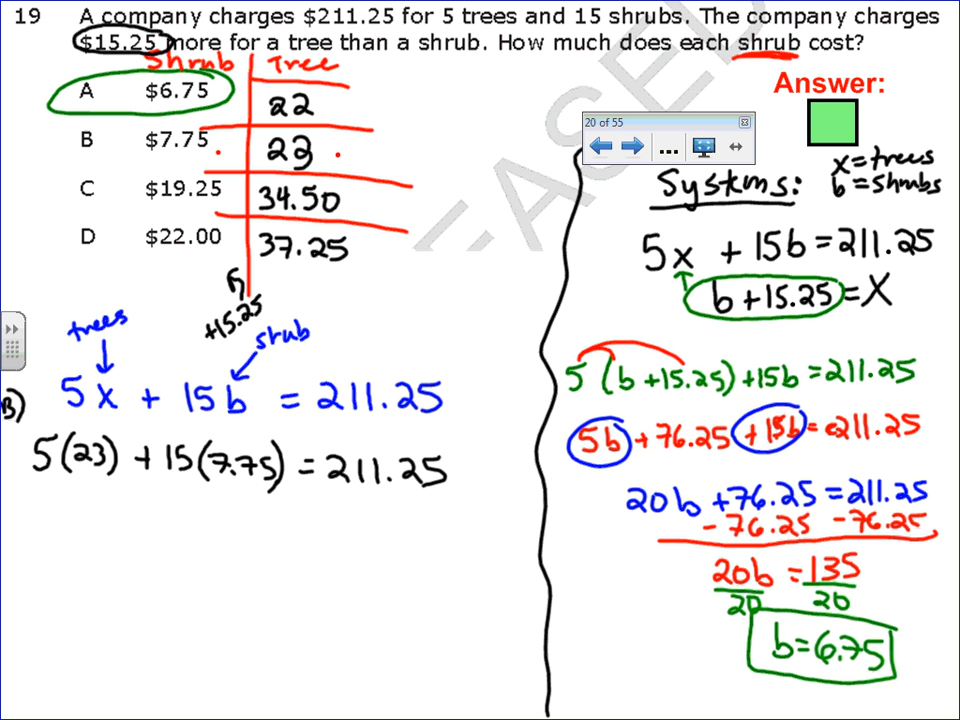 19 A company charges $211.25 for 5 trees and 15 shrubs. The company charges
$15.25 more for a tree than a shrub. How much does each shrub cost?
Shrub Tree
A $6.75 22
B $7.75 23
C $19.25 34.50
D $22.00 37.25
+15.25
trees
shrub
B) 5x + 15b = 211.25
5(23) + 15(7.75) = 211.25
Answer:
20 of 55
x = trees
b = shrubs
Systems:
5x + 15b = 211.25
b + 15.25 = X
5(b + 15.25) + 15b = 211.25
5b + 76.25 + 15b = 211.25
20b + 76.25 = 211.25
- 76.25 - 76.25
20b = 135
20 20
b = 6.75
EASED